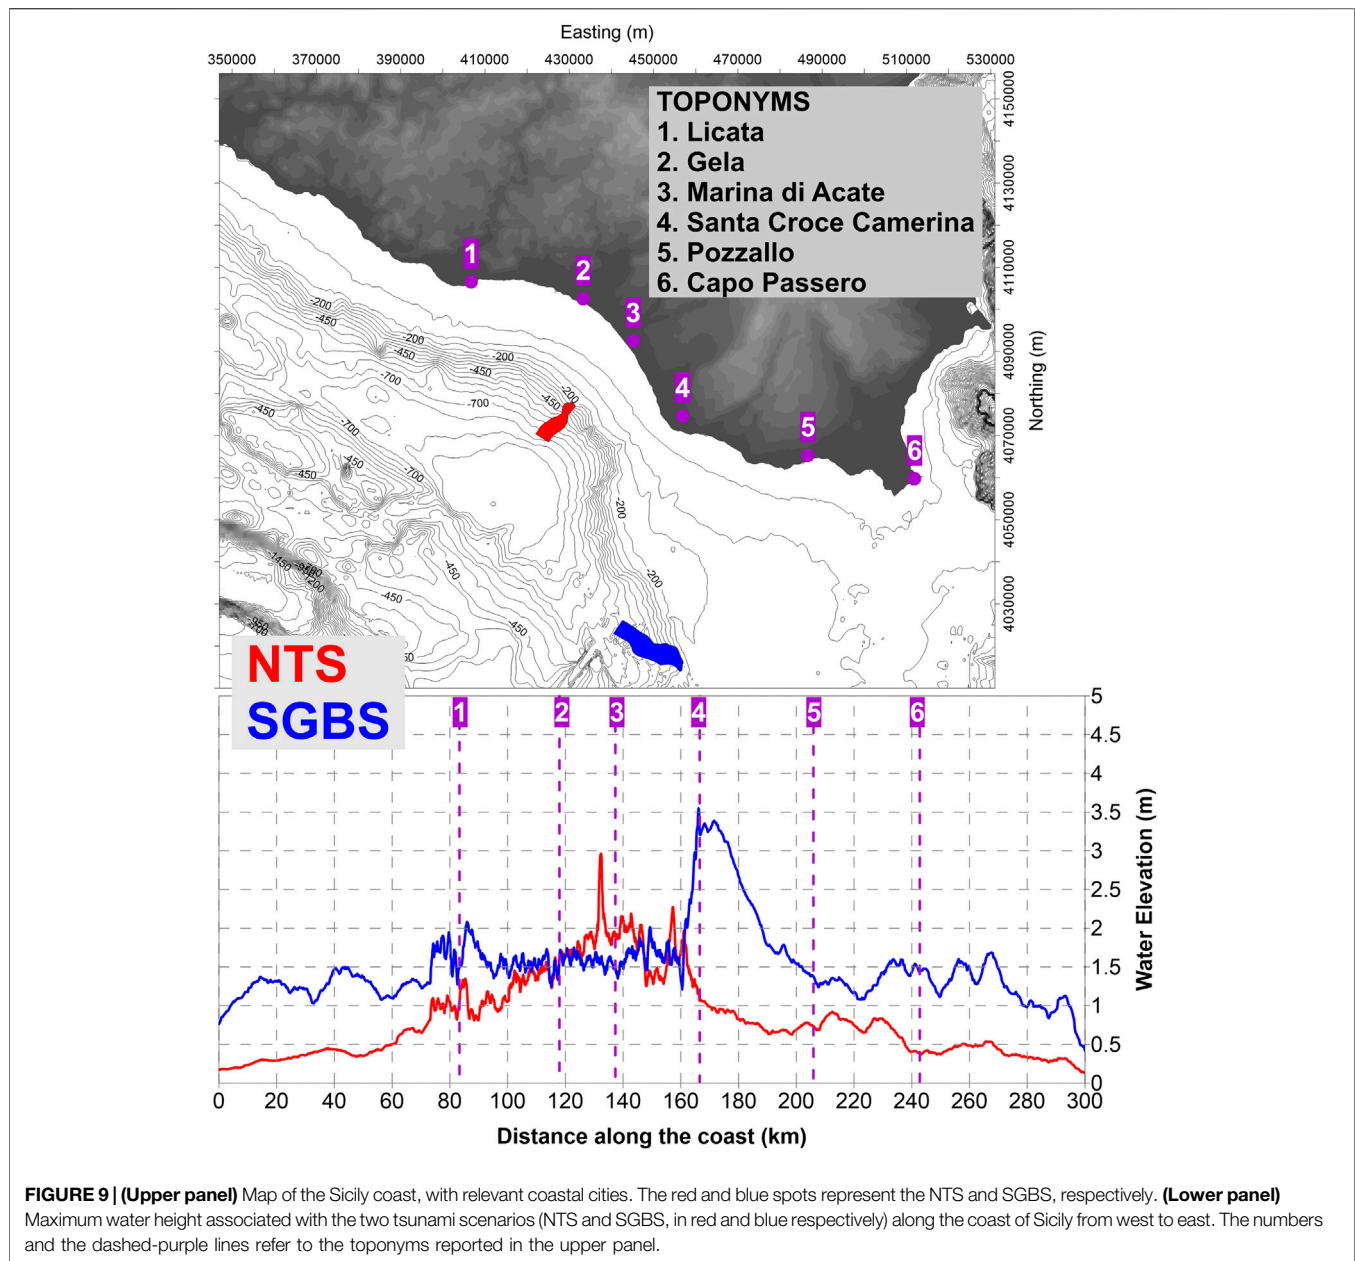 Easting (m)
350000 370000 390000 410000 430000 450000 470000 490000 510000 530000
TOPONYMS
1. Licata
2. Gela
3. Marina di Acate
4. Santa Croce Camerina
5. Pozzallo
6. Capo Passero
4150000
4130000
4110000
4090000
4070000
4050000
4030000
Northing (m)
1
2
3
4
5
6
-200
-450
-200
-450
-700
-200
-450
-700
-200
-450
-450
-700
-450
-450
-700
-200
-200
-450
-450
-450
-1450
-950
NTS
SGBS
1 2 3 4 5 6
5
4.5
4
3.5
3
2.5
2
1.5
1
0.5
0
Water Elevation (m)
0 20 40 60 80 100 120 140 160 180 200 220 240 260 280 300
Distance along the coast (km)
FIGURE 9 | (Upper panel) Map of the Sicily coast, with relevant coastal cities. The red and blue spots represent the NTS and SGBS, respectively. (Lower panel)
Maximum water height associated with the two tsunami scenarios (NTS and SGBS, in red and blue respectively) along the coast of Sicily from west to east. The numbers
and the dashed-purple lines refer to the toponyms reported in the upper panel.